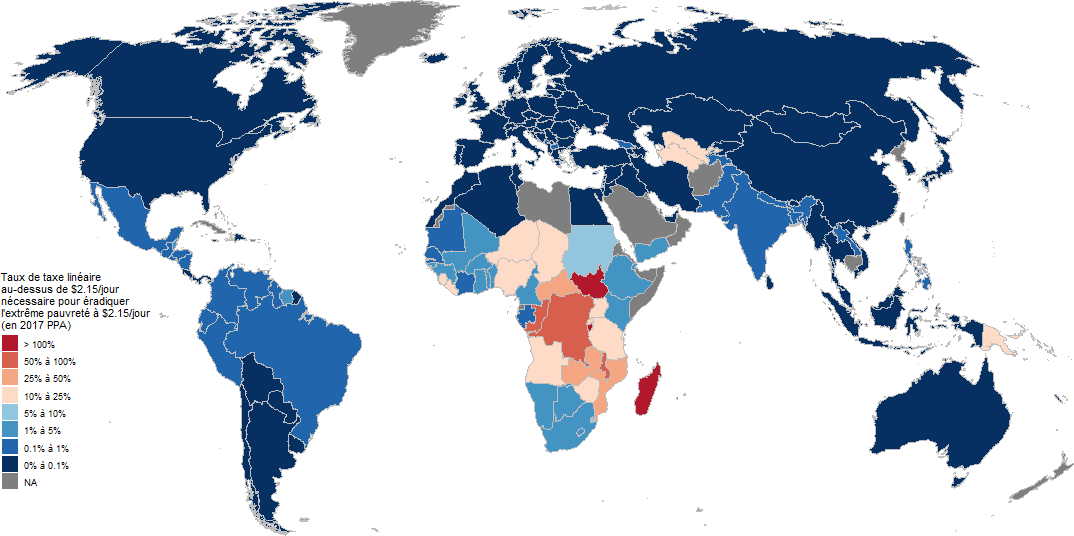 Taux de taxe linéaire
au-dessus de $2.15/jour
nécessaire pour éradiquer
l'extrême pauvreté à $2.15/jour
(en 2017 PPA)
> 100%
50% à 100%
25% à 50%
10% à 25%
5% à 10%
1% à 5%
0.1% à 1%
0% à 0.1%
NA